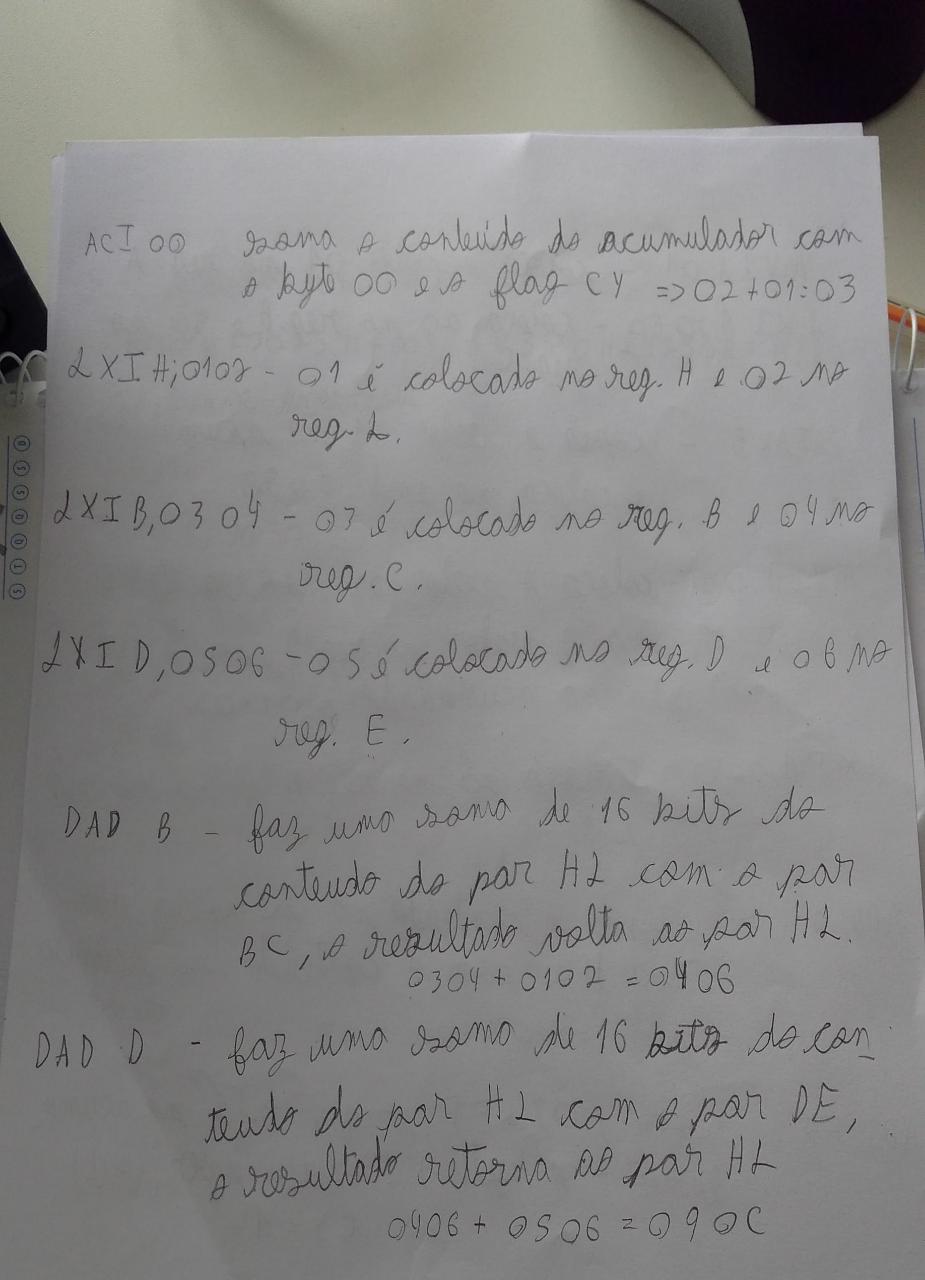 ACI 00 soma o conteúdo do acumulador com
o byte 00 e a flag CY => 02+01:03
LXI H;0102 - 01 é colocado no reg. H e 02 no
reg. L.
LXI B,0304 - 03 é colocado no reg. B e 04 no
reg. C.
LXI D,0506 - 05 é colocado no reg. D e 06 no
reg. E.
DAD B - faz uma soma de 16 bits do
conteudo do par HL com o par
BC, o resultado volta ao par HL.
0304 + 0102 = 0406
DAD D - faz uma soma de 16 bits do con_
teudo do par HL com o par DE,
o resultado retorna ao par HL
0406 + 0506 = 090C
D S S Q Q T S